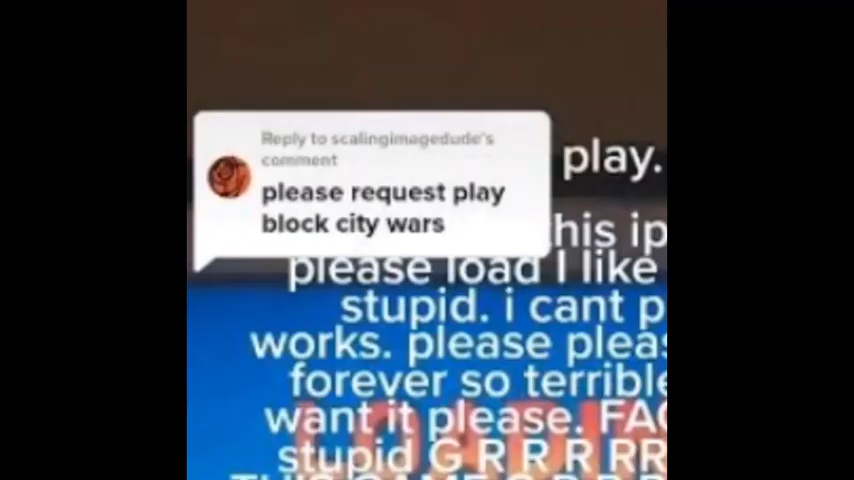 Reply to scalingimagedude's
comment
please request play
block city wars
play.
his ip
please load I like
stupid. i cant p
works. please pleas
forever so terrible
want it please. FAC
stupid G R R R RR